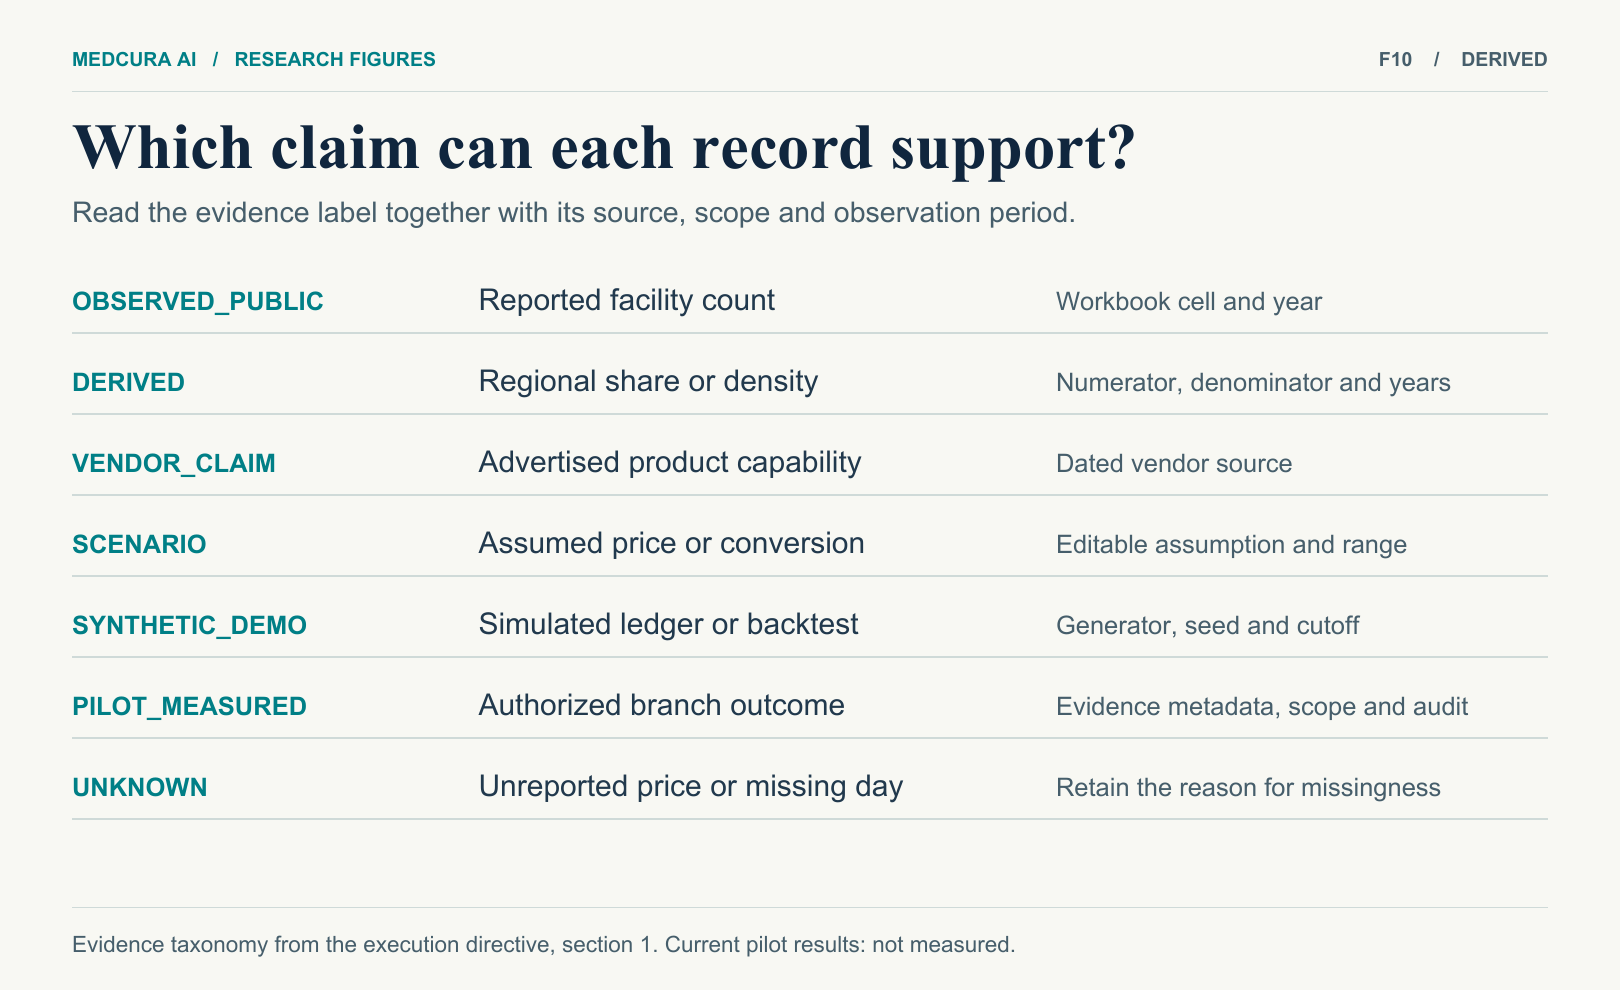 MEDCURA AI / RESEARCH FIGURES F10 / DERIVED
Which claim can each record support?
Read the evidence label together with its source, scope and observation period.
OBSERVED_PUBLIC Reported facility count Workbook cell and year
DERIVED Regional share or density Numerator, denominator and years
VENDOR_CLAIM Advertised product capability Dated vendor source
SCENARIO Assumed price or conversion Editable assumption and range
SYNTHETIC_DEMO Simulated ledger or backtest Generator, seed and cutoff
PILOT_MEASURED Authorized branch outcome Evidence metadata, scope and audit
UNKNOWN Unreported price or missing day Retain the reason for missingness
Evidence taxonomy from the execution directive, section 1. Current pilot results: not measured.